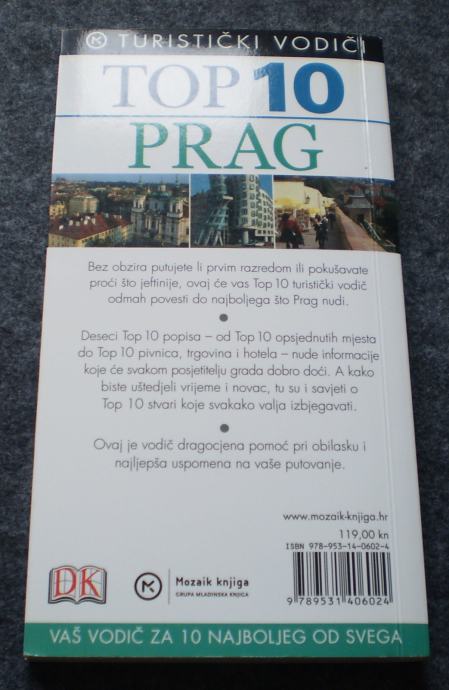 TURISTIČKI VODIČI
TOP 10
PRAG
Bez obzira putujete li prvim razredom ili pokušavate
proći što jeftinije, ovaj će vas Top 10 turistički vodič
odmah povesti do najboljega što Prag nudi.
Deseci Top 10 popisa – od Top 10 opsjednutih mjesta
do Top 10 pivnica, trgovina i hotela – nude informacije
koje će svakom posjetitelju grada dobro doći. A kako
biste uštedjeli vrijeme i novac, tu su i savjeti o
Top 10 stvari koje svakako valja izbjegavati.
Ovaj je vodič dragocjena pomoć pri obilasku i
najljepša uspomena na vaše putovanje.
www.mozaik-knjiga.hr
119,00 kn
ISBN 978-953-14-0602-4
9 789531 406024
DK
Mozaik knjiga
GRUPA MLADINSKA KNJIGA
VAŠ VODIČ ZA 10 NAJBOLJEG OD SVEGA